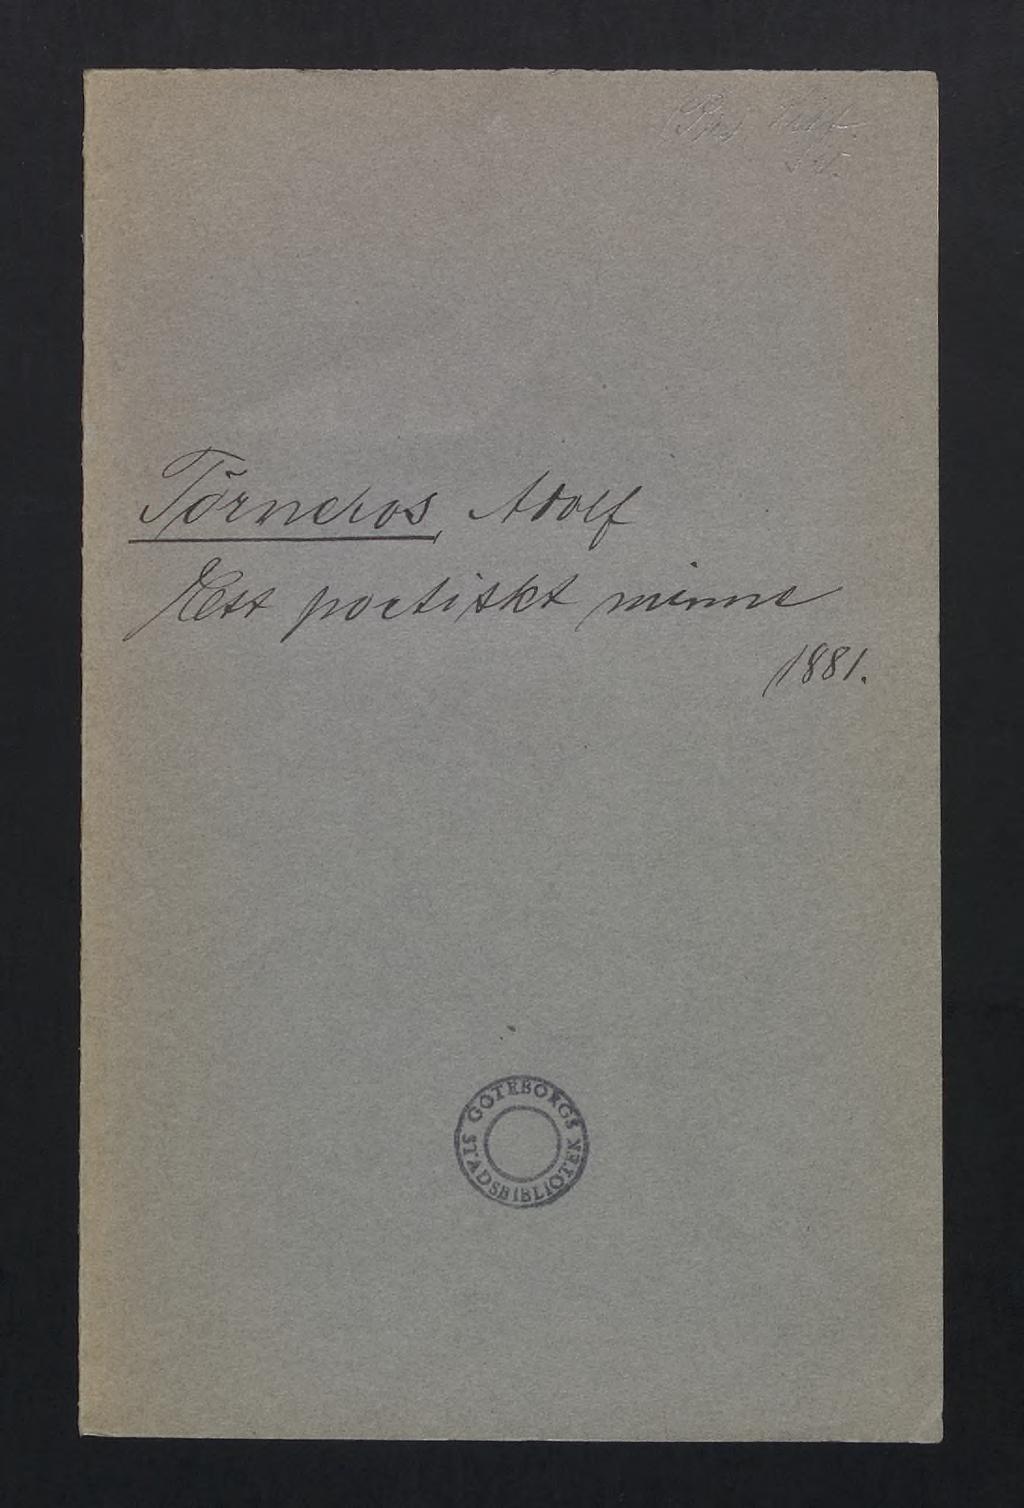 Törneros, Adolf
Ett poetiskt minne
1881.
GÖTEBORGS
STADSBIBLIOTEK